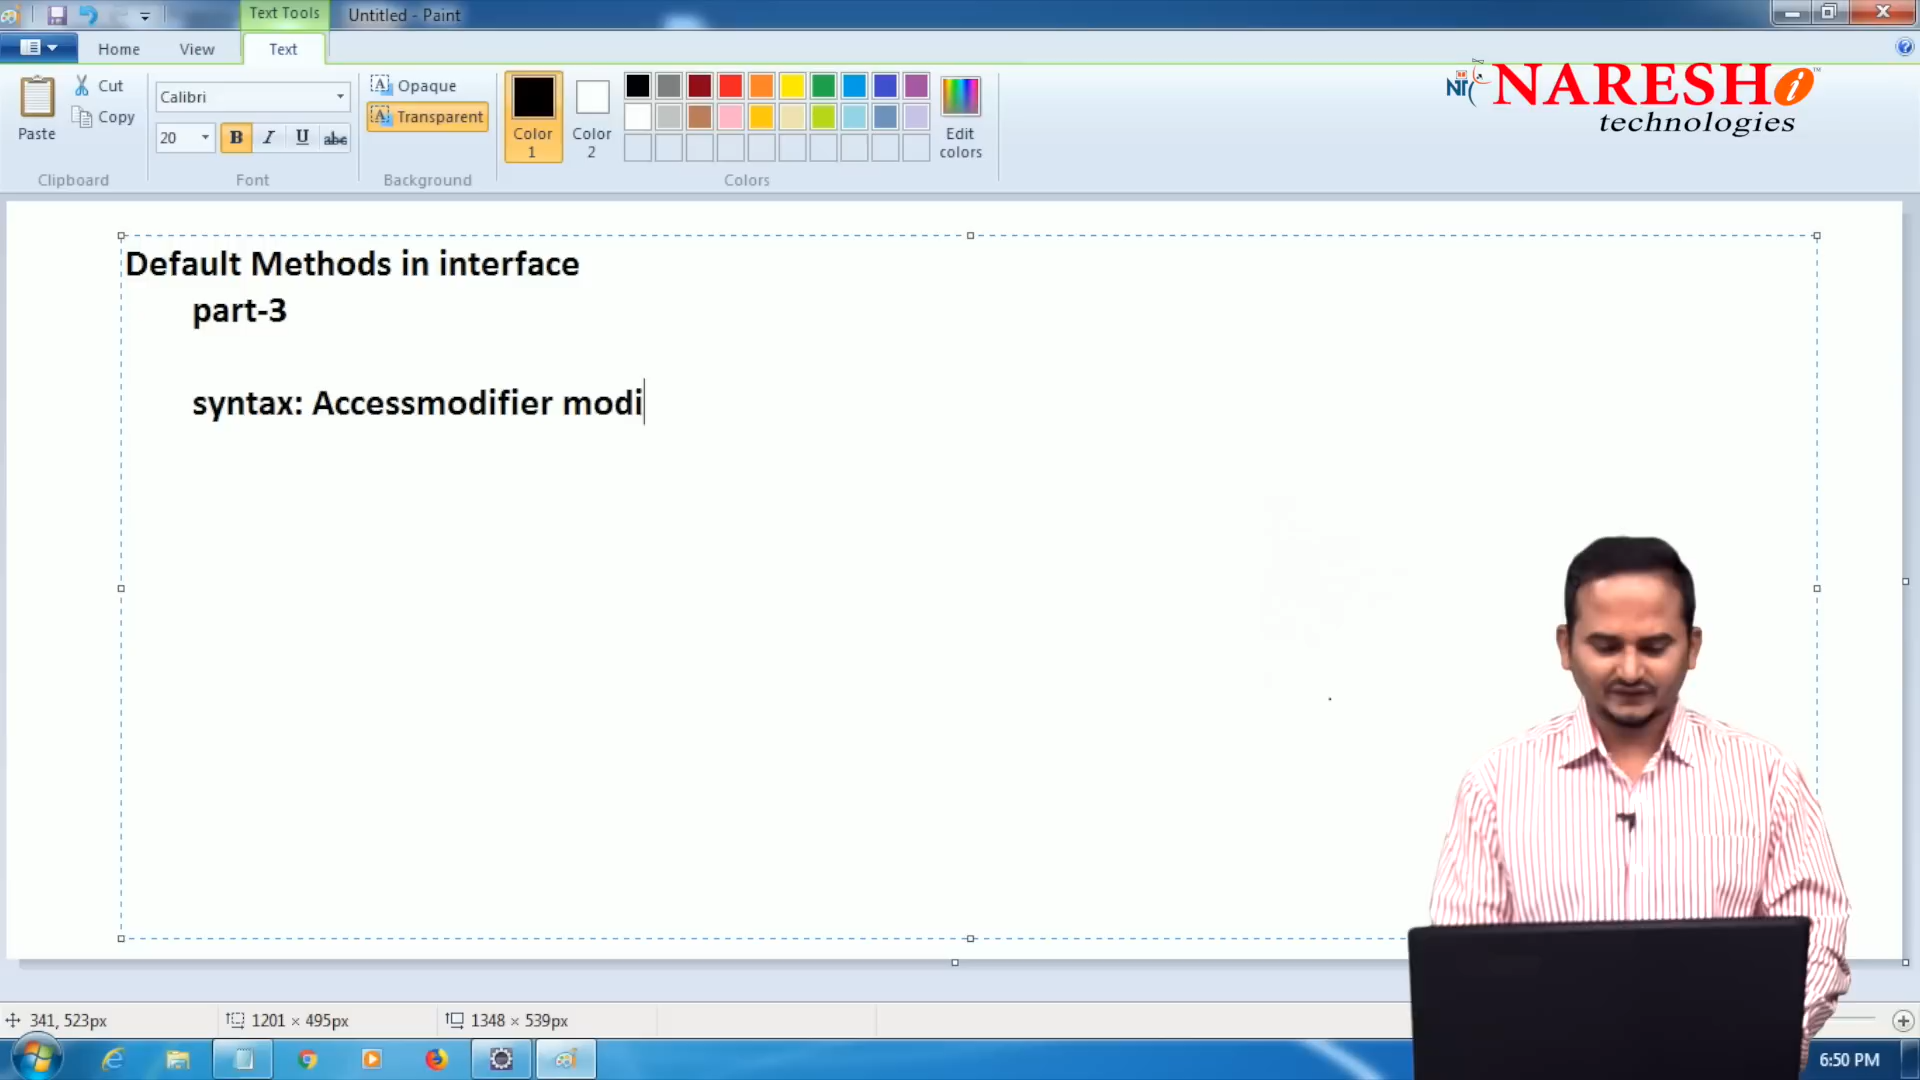 Text Tools
Untitled - Paint
Home
View
Text
Paste
Cut
Copy
Clipboard
Calibri
20
B
I
U
abc
Font
Opaque
Transparent
Background
Color
1
Color
2
Edit
colors
Colors
NT
NARESHi
technologies
Default Methods in interface
part-3
syntax: Accessmodifier modi
341, 523px
1201 × 495px
1348 × 539px
6:50 PM